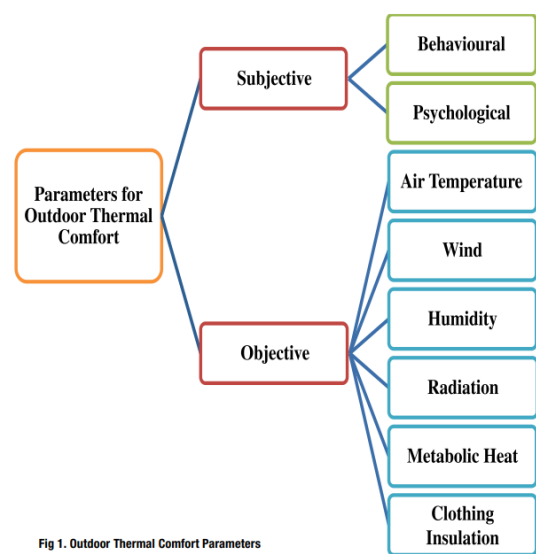 Parameters for
Outdoor Thermal
Comfort
Subjective
Objective
Behavioural
Psychological
Air Temperature
Wind
Humidity
Radiation
Metabolic Heat
Clothing
Insulation
Fig 1. Outdoor Thermal Comfort Parameters